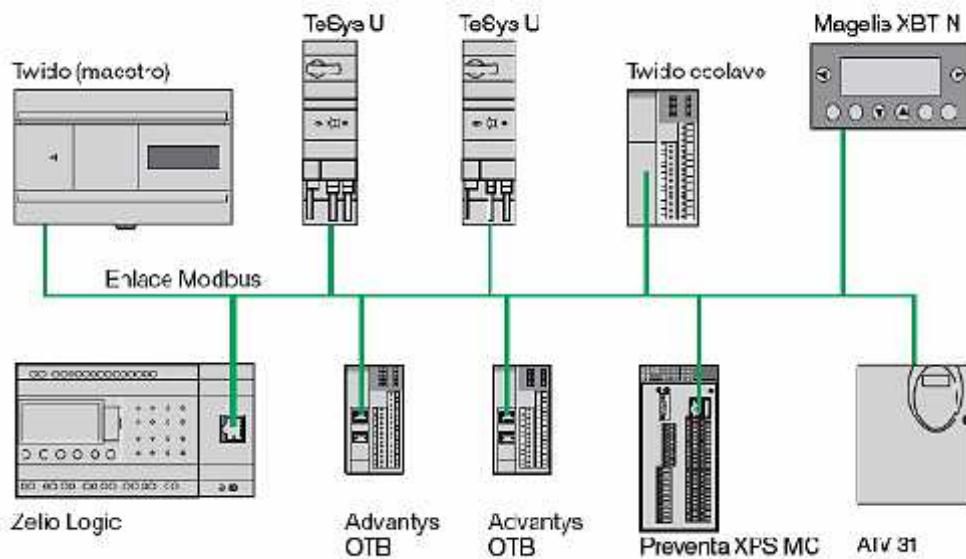 TeSys U
TeSys U
Magelis XBT N
Twido (maestro)
Twido esclavo
Enlace Modbus
Zelio Logic
Advantys
OTB
Advantys
OTB
Preventa XPS MC
ATV 31